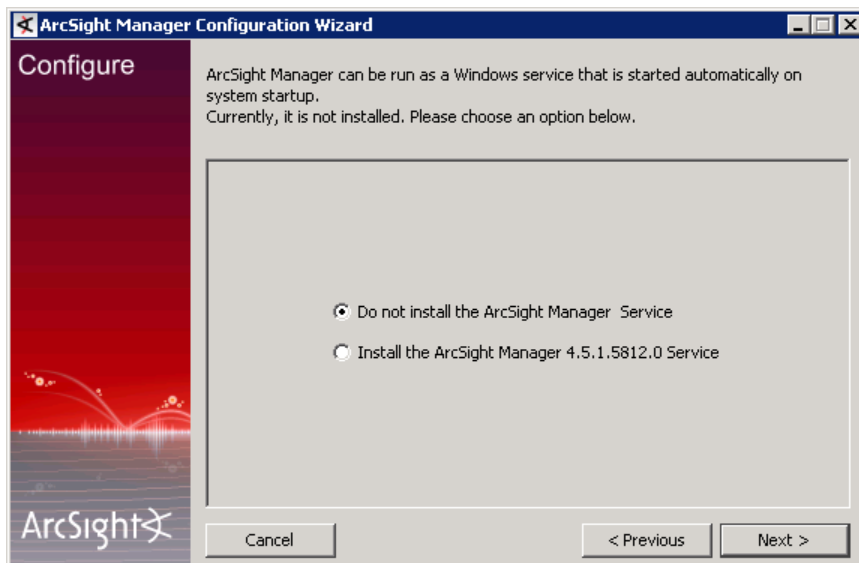 ArcSight Manager Configuration Wizard
Configure
ArcSight Manager can be run as a Windows service that is started automatically on
system startup.
Currently, it is not installed. Please choose an option below.
Do not install the ArcSight Manager  Service
Install the ArcSight Manager 4.5.1.5812.0 Service
ArcSight
Cancel
< Previous
Next >